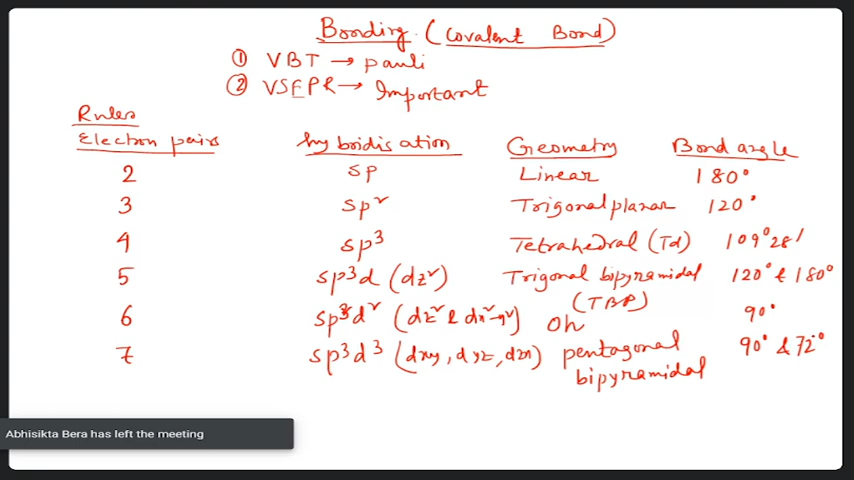 Bonding. (Covalent Bond)
① VBT → pauli
② VSEPR → Important
Rules
Electron pairs hybridisation Geometry Bond angle
2 sp Linear 180°
3 sp² Trigonal planar 120°
4 sp³ Tetrahedral (Td) 109°28'
5 sp³d (dz²) Trigonal bipyramidal 120° & 180°
(TBP)
6 sp³d² (dz² & dx²-y²) Oh 90°
7 sp³d³ (dxy, dyz, dzx) pentagonal 90° & 72°
bipyramidal
Abhisikta Bera has left the meeting